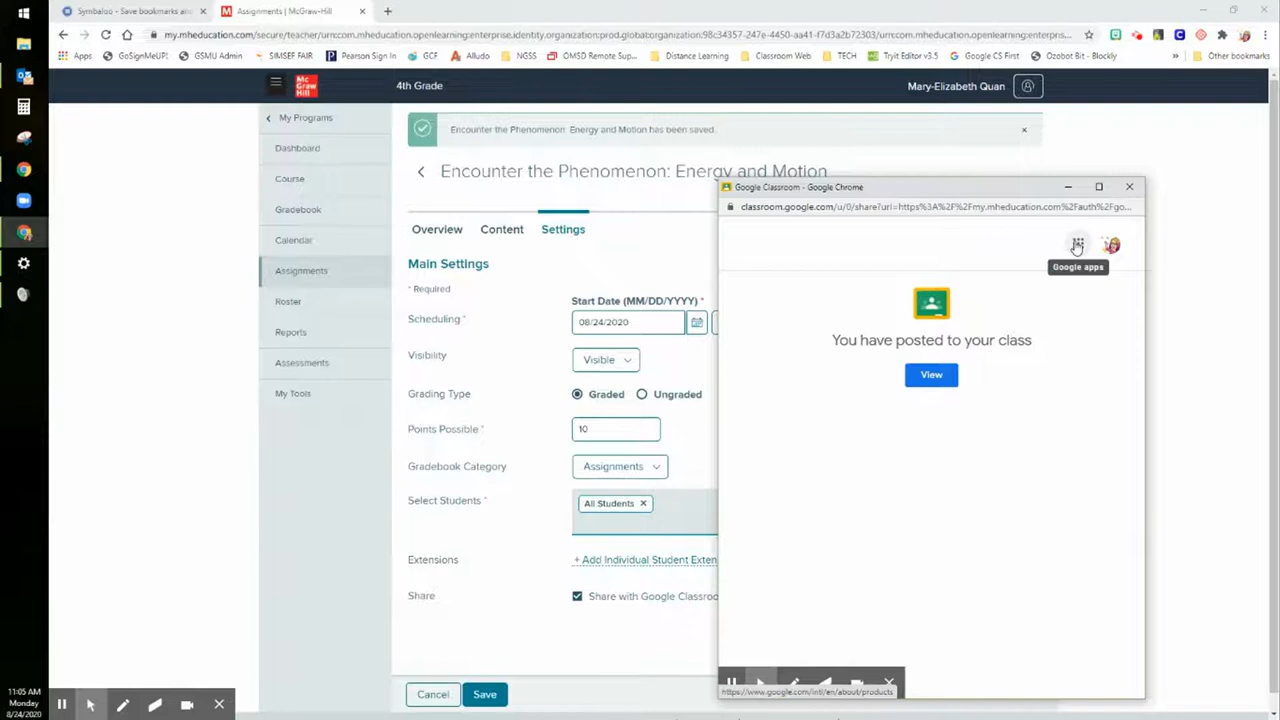 Symbaloo - Save bookmarks an
Assignments | McGraw-Hill
my.mheducation.com/secure/teacher/urn:com.mheducation.openlearning:enterprise.identity.organization:prod.global:organization:98c34357-247e-4450-aa41-f7d3a2b72303/urn:com.mheducation.openlearning:enterpris...
Apps
GoSignMeUP!
GSMU Admin
SIMSEF FAIR
Pearson Sign In
GCF
Alludo
NGSS
OMSD Remote Sup...
Distance Learning
Classroom Web
TECH
Tryit Editor v3.5
Google CS First
Ozobot Bit - Blockly
»
Other bookmarks
Mc
Graw
Hill
4th Grade
Mary-Elizabeth Quan
My Programs
Dashboard
Course
Gradebook
Calendar
Assignments
Roster
Reports
Assessments
My Tools
Encounter the Phenomenon Energy and Motion has been saved.
Encounter the Phenomenon: Energy and Motion
Overview
Content
Settings
Main Settings
* Required
Start Date (MM/DD/YYYY) *
Scheduling *
08/24/2020
Visibility
Visible
Grading Type
Graded
Ungraded
Points Possible *
10
Gradebook Category
Assignments
Select Students *
All Students
Extensions
+ Add Individual Student Exten
Share
Share with Google Classroo
Cancel
Save
Google Classroom - Google Chrome
classroom.google.com/u/0/share?url=https%3A%2F%2Fmy.mheducation.com%2Fauth%2Fgo...
Google apps
You have posted to your class
View
https://www.google.com/intl/en/about/products
11:05 AM
Monday
8/24/2020